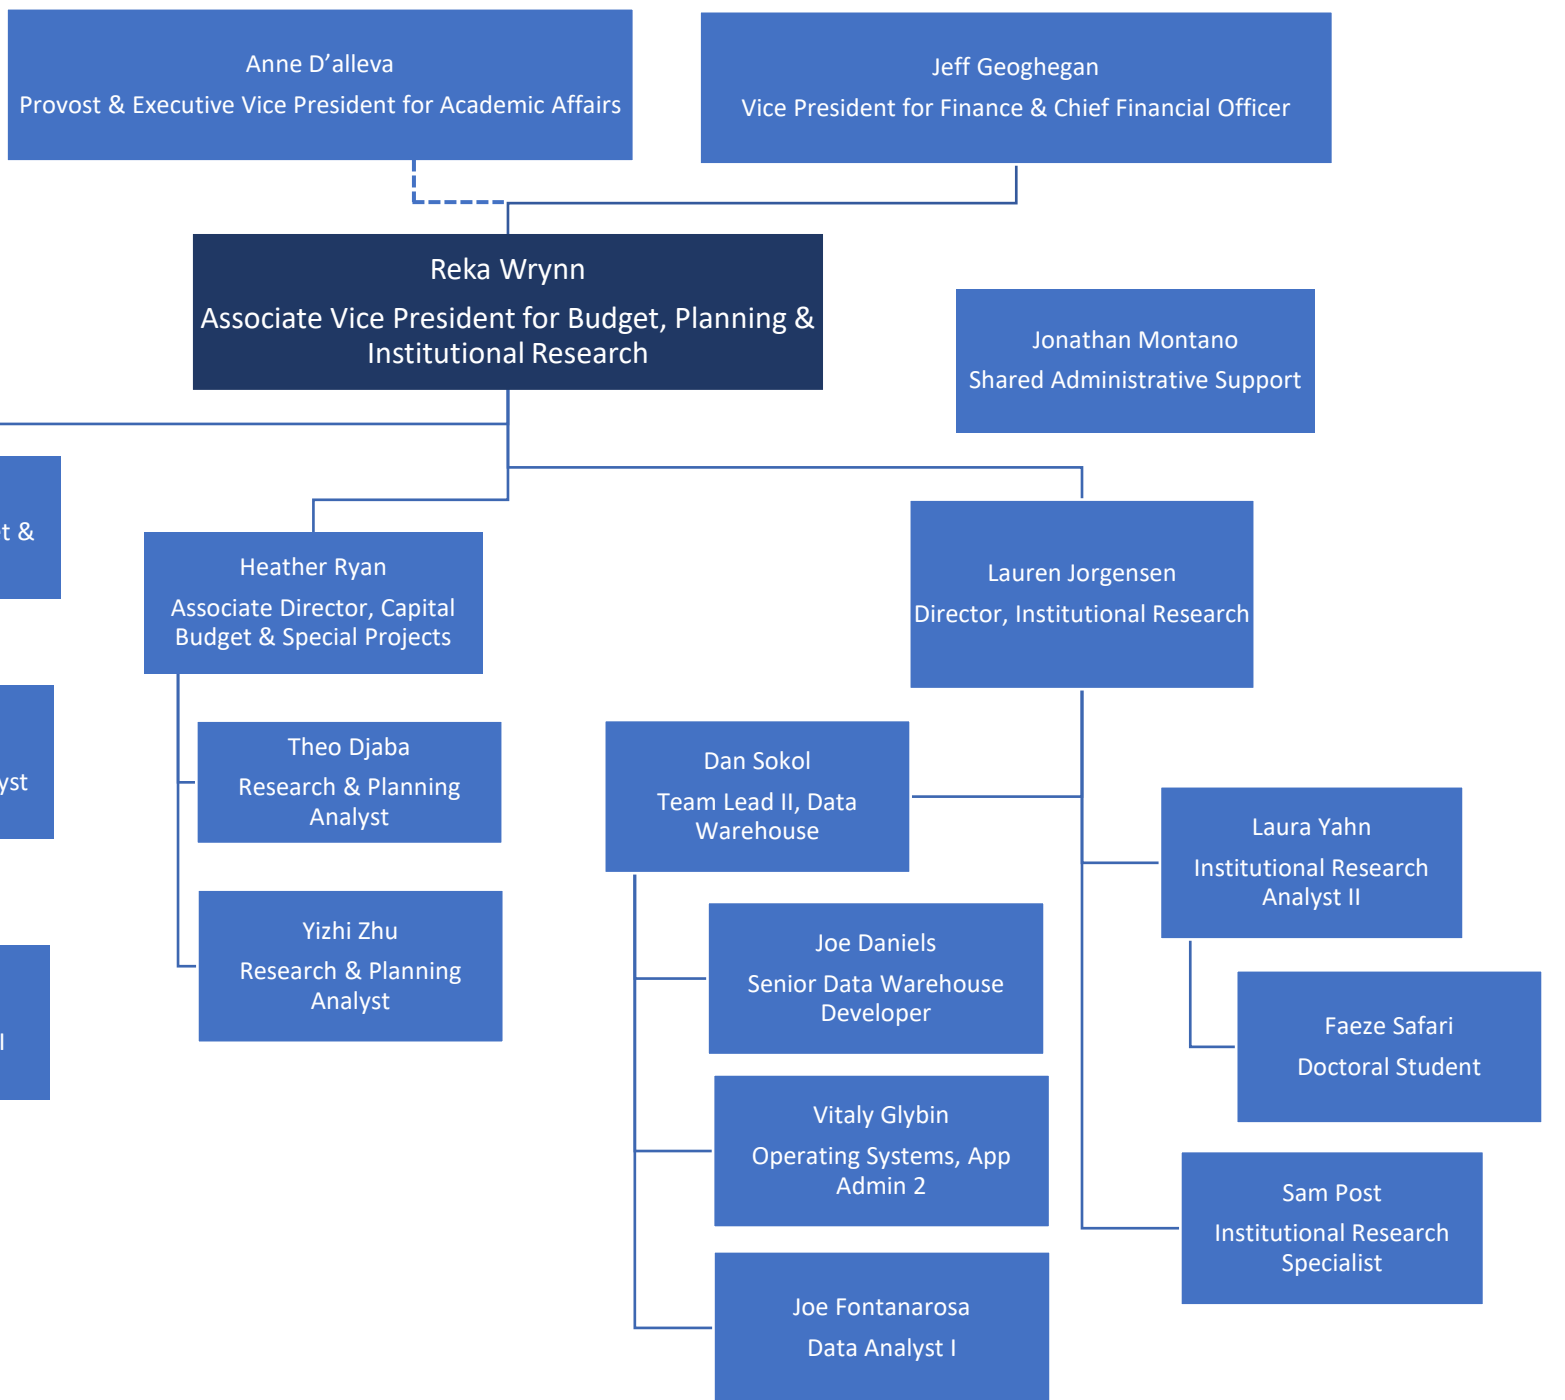 Anne D’alleva
Provost & Executive Vice President for Academic Affairs
Jeff Geoghegan
Vice President for Finance & Chief Financial Officer
Reka Wrynn
Associate Vice President for Budget, Planning &
Institutional Research
Jonathan Montano
Shared Administrative Support
&
Heather Ryan
Associate Director, Capital
Budget & Special Projects
Theo Djaba
Research & Planning
Analyst
Yizhi Zhu
Research & Planning
Analyst
Lauren Jorgensen
Director, Institutional Research
Dan Sokol
Team Lead II, Data
Warehouse
Joe Daniels
Senior Data Warehouse
Developer
Vitaly Glybin
Operating Systems, App
Admin 2
Joe Fontanarosa
Data Analyst I
Laura Yahn
Institutional Research
Analyst II
Faeze Safari
Doctoral Student
Sam Post
Institutional Research
Specialist